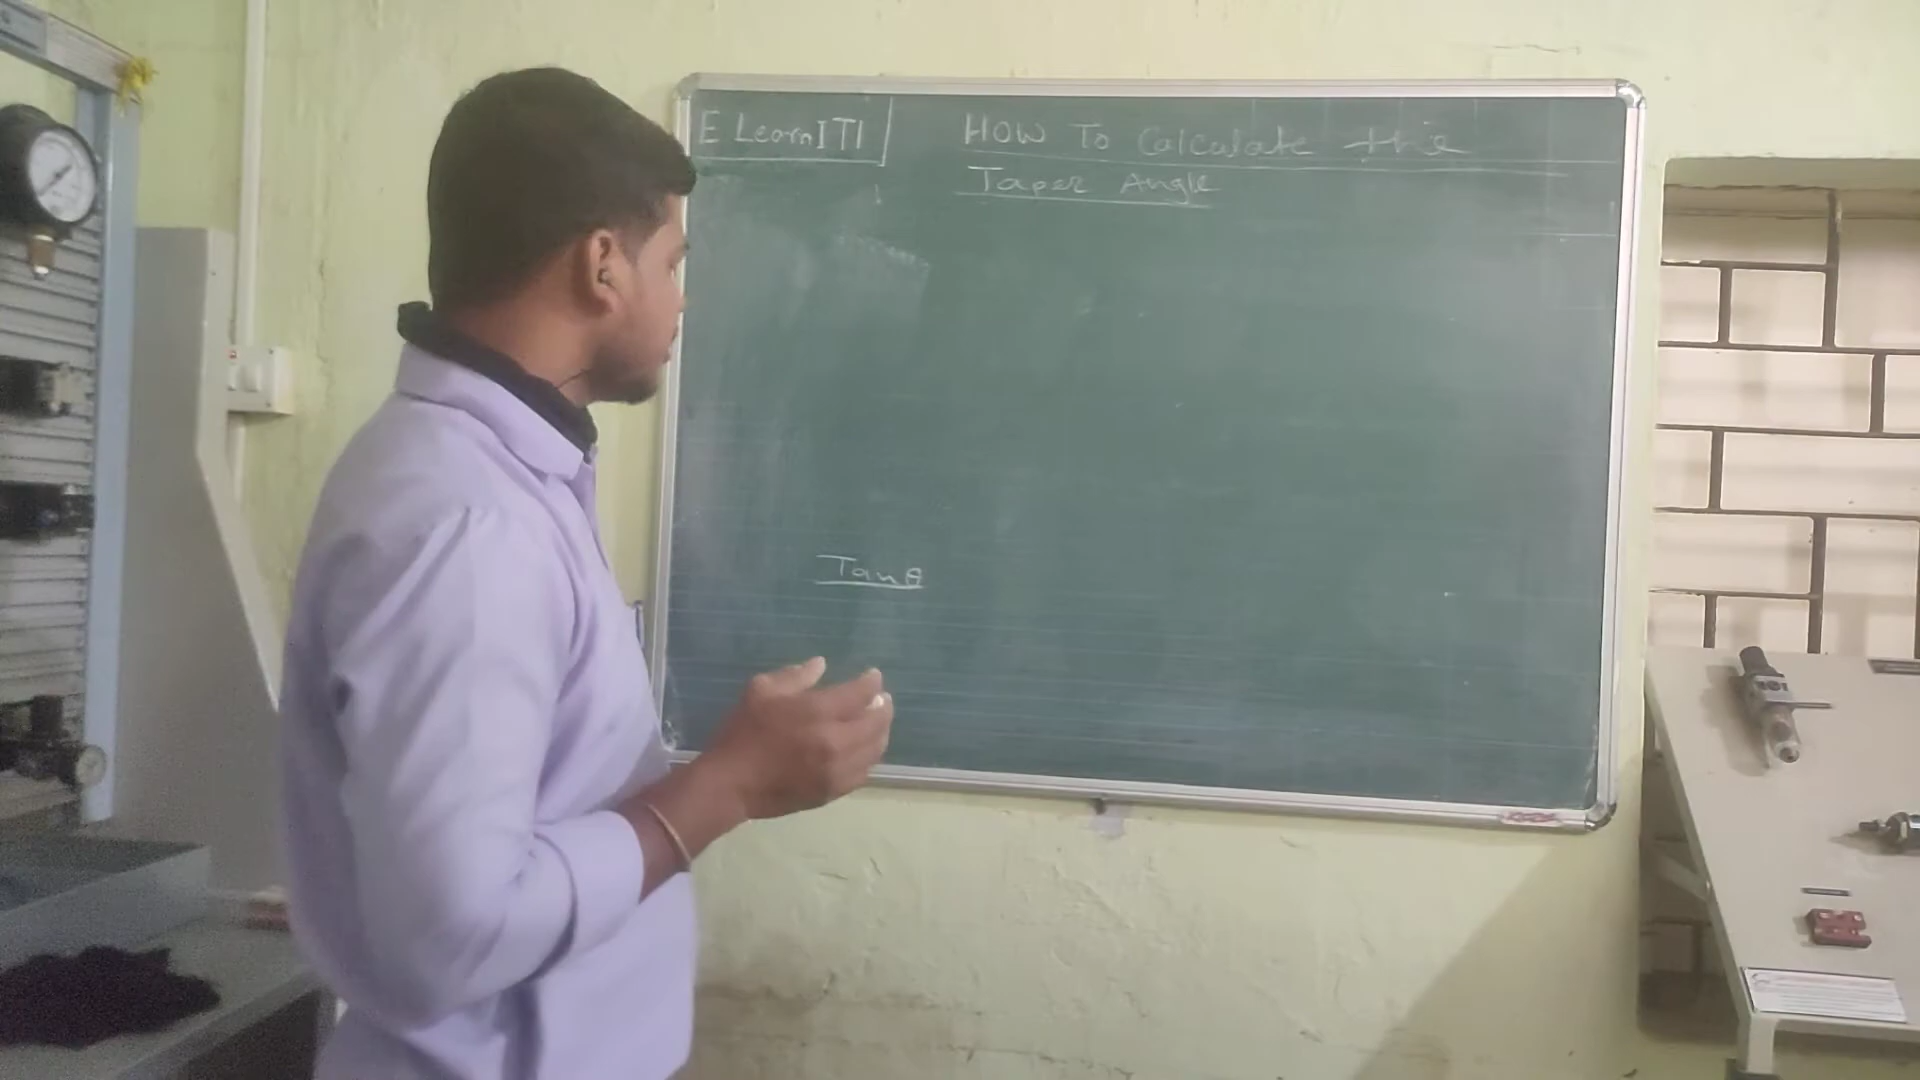 E LearnITI
HOW To Calculate the
Taper Angle
Tanθ